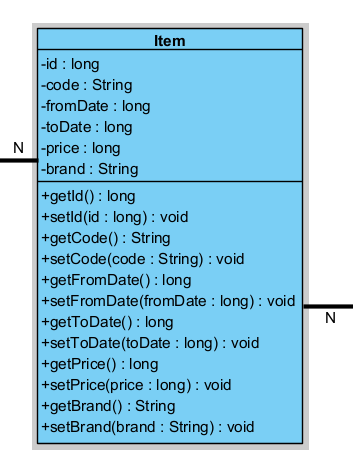 Item
-id : long
-code : String
-fromDate : long
-toDate : long
N
-price : long
-brand : String
+getId() : long
+setId(id : long) : void
+getCode() : String
+setCode(code : String) : void
+getFromDate() : long
+setFromDate(fromDate : long) : void
+getToDate() : long
N
+setToDate(toDate : long) : void
+getPrice() : long
+setPrice(price : long) : void
+getBrand() : String
+setBrand(brand : String) : void